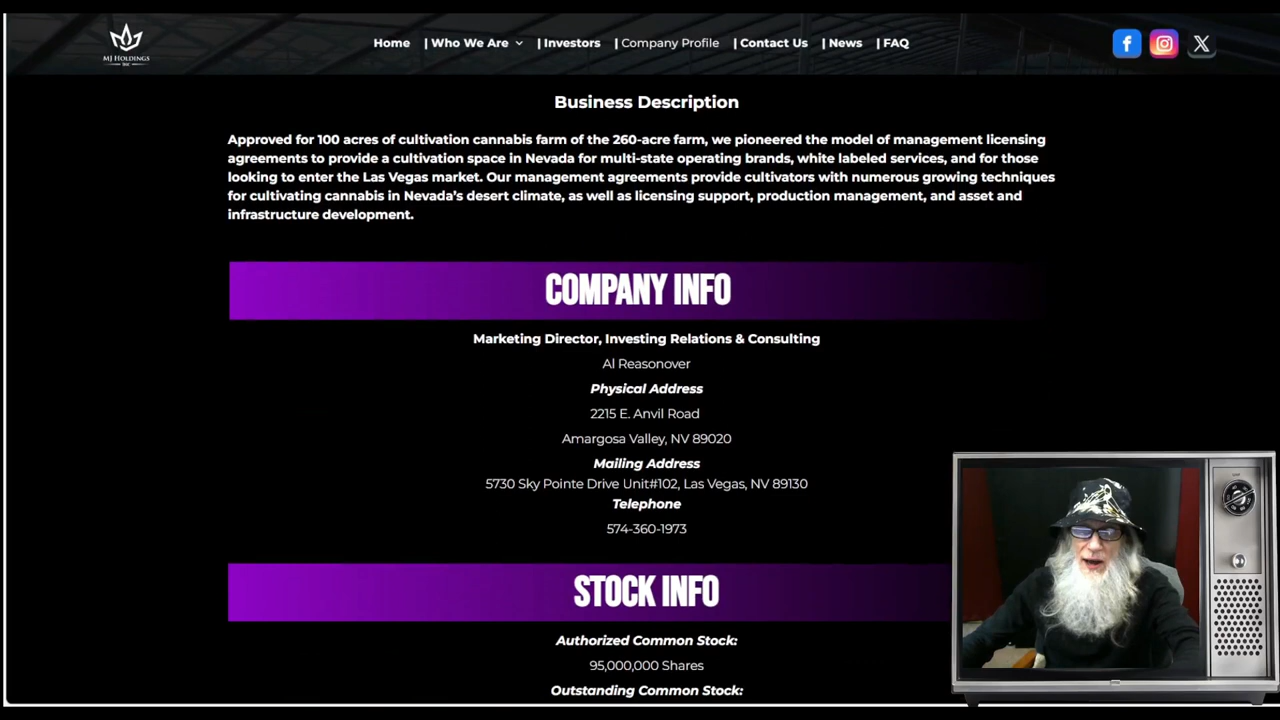 MJ HOLDINGS
INC
Home
| Who We Are
| Investors
| Company Profile
| Contact Us
| News
| FAQ
Business Description
Approved for 100 acres of cultivation cannabis farm of the 260-acre farm, we pioneered the model of management licensing
agreements to provide a cultivation space in Nevada for multi-state operating brands, white labeled services, and for those
looking to enter the Las Vegas market. Our management agreements provide cultivators with numerous growing techniques
for cultivating cannabis in Nevada’s desert climate, as well as licensing support, production management, and asset and
infrastructure development.
COMPANY INFO
Marketing Director, Investing Relations & Consulting
Al Reasonover
Physical Address
2215 E. Anvil Road
Amargosa Valley, NV 89020
Mailing Address
5730 Sky Pointe Drive Unit#102, Las Vegas, NV 89130
Telephone
574-360-1973
STOCK INFO
Authorized Common Stock:
95,000,000 Shares
Outstanding Common Stock: